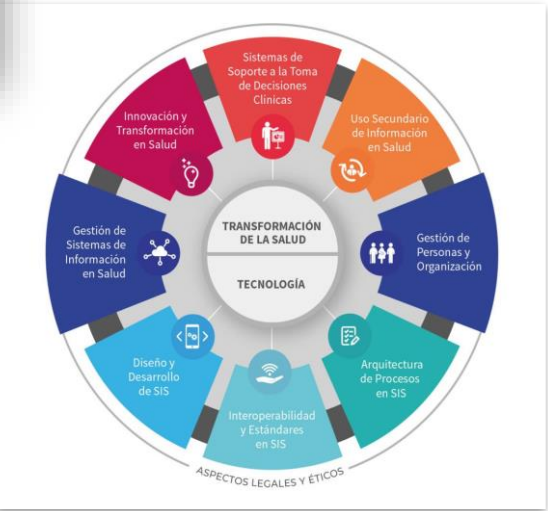 Sistemas de
Soporte a la Toma
de Decisiones
Clínicas
Uso Secundario
de Información
en Salud
Gestión de
Personas y
Organización
Arquitectura
de Procesos
en SIS
Interoperabilidad
y Estándares
en SIS
Diseño y
Desarrollo
de SIS
Gestión de
Sistemas de
Información
en Salud
Innovación y
Transformación
en Salud
TRANSFORMACIÓN
DE LA SALUD
TECNOLOGÍA
ASPECTOS LEGALES Y ÉTICOS